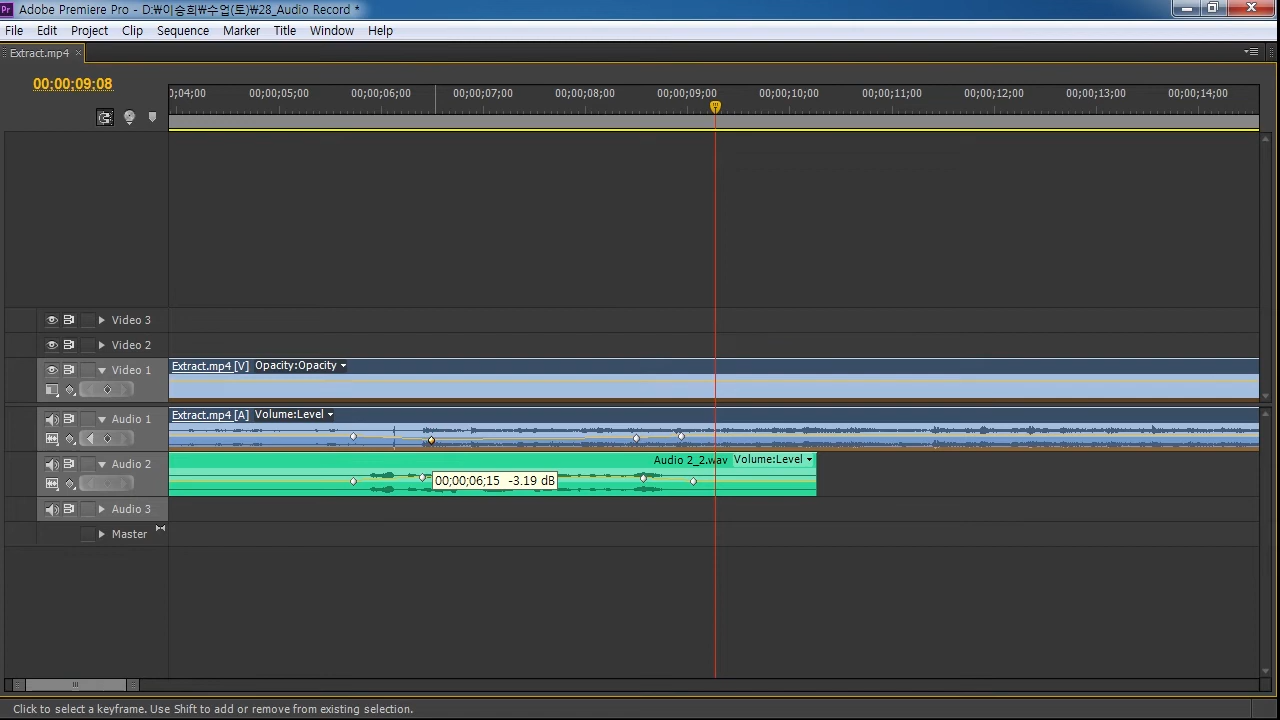 Pr Adobe Premiere Pro - D:￦이승희￦수업(토)￦28_Audio Record *
File Edit Project Clip Sequence Marker Title Window Help
Extract.mp4 ×
00;00;09;08
0;04;00 00;00;05;00 00;00;06;00 00;00;07;00 00;00;08;00 00;00;09;00 00;00;10;00 00;00;11;00 00;00;12;00 00;00;13;00 00;00;14;00
Video 3
Video 2
Video 1 Extract.mp4 [V] Opacity:Opacity
Audio 1 Extract.mp4 [A] Volume:Level
Audio 2 Audio 2_2.wav Volume:Level
00;00;06;15 -3.19 dB
Audio 3
Master
Click to select a keyframe. Use Shift to add or remove from existing selection.